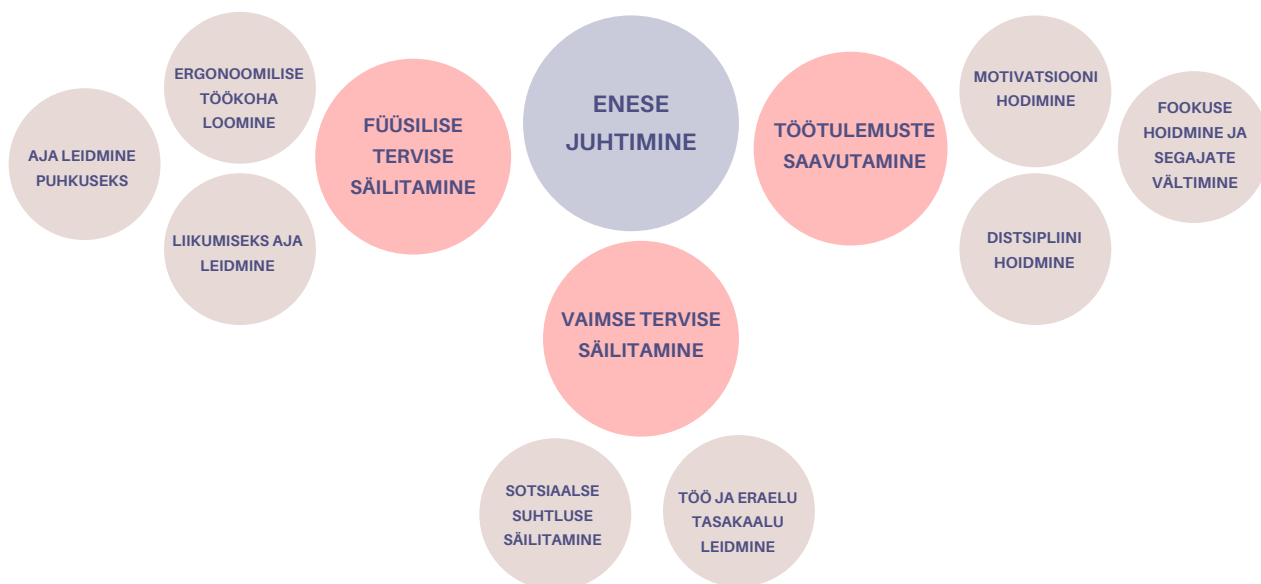 ENESE
JUHTIMINE
FÜÜSILISE
TERVISE
SÄILITAMINE
ERGONOOMILISE
TÖÖKOHA
LOOMINE
AJA LEIDMINE
PUHKUSEKS
LIIKUMISEKS AJA
LEIDMINE
TÖÖTULEMUSTE
SAAVUTAMINE
MOTIVATSIOONI
HODIMINE
FOOKUSE
HOIDMINE JA
SEGAJATE
VÄLTIMINE
DISTSIPLIINI
HOIDMINE
VAIMSE TERVISE
SÄILITAMINE
SOTSIAALSE
SUHTLUSE
SÄILITAMINE
TÖÖ JA ERAELU
TASAKAALU
LEIDMINE